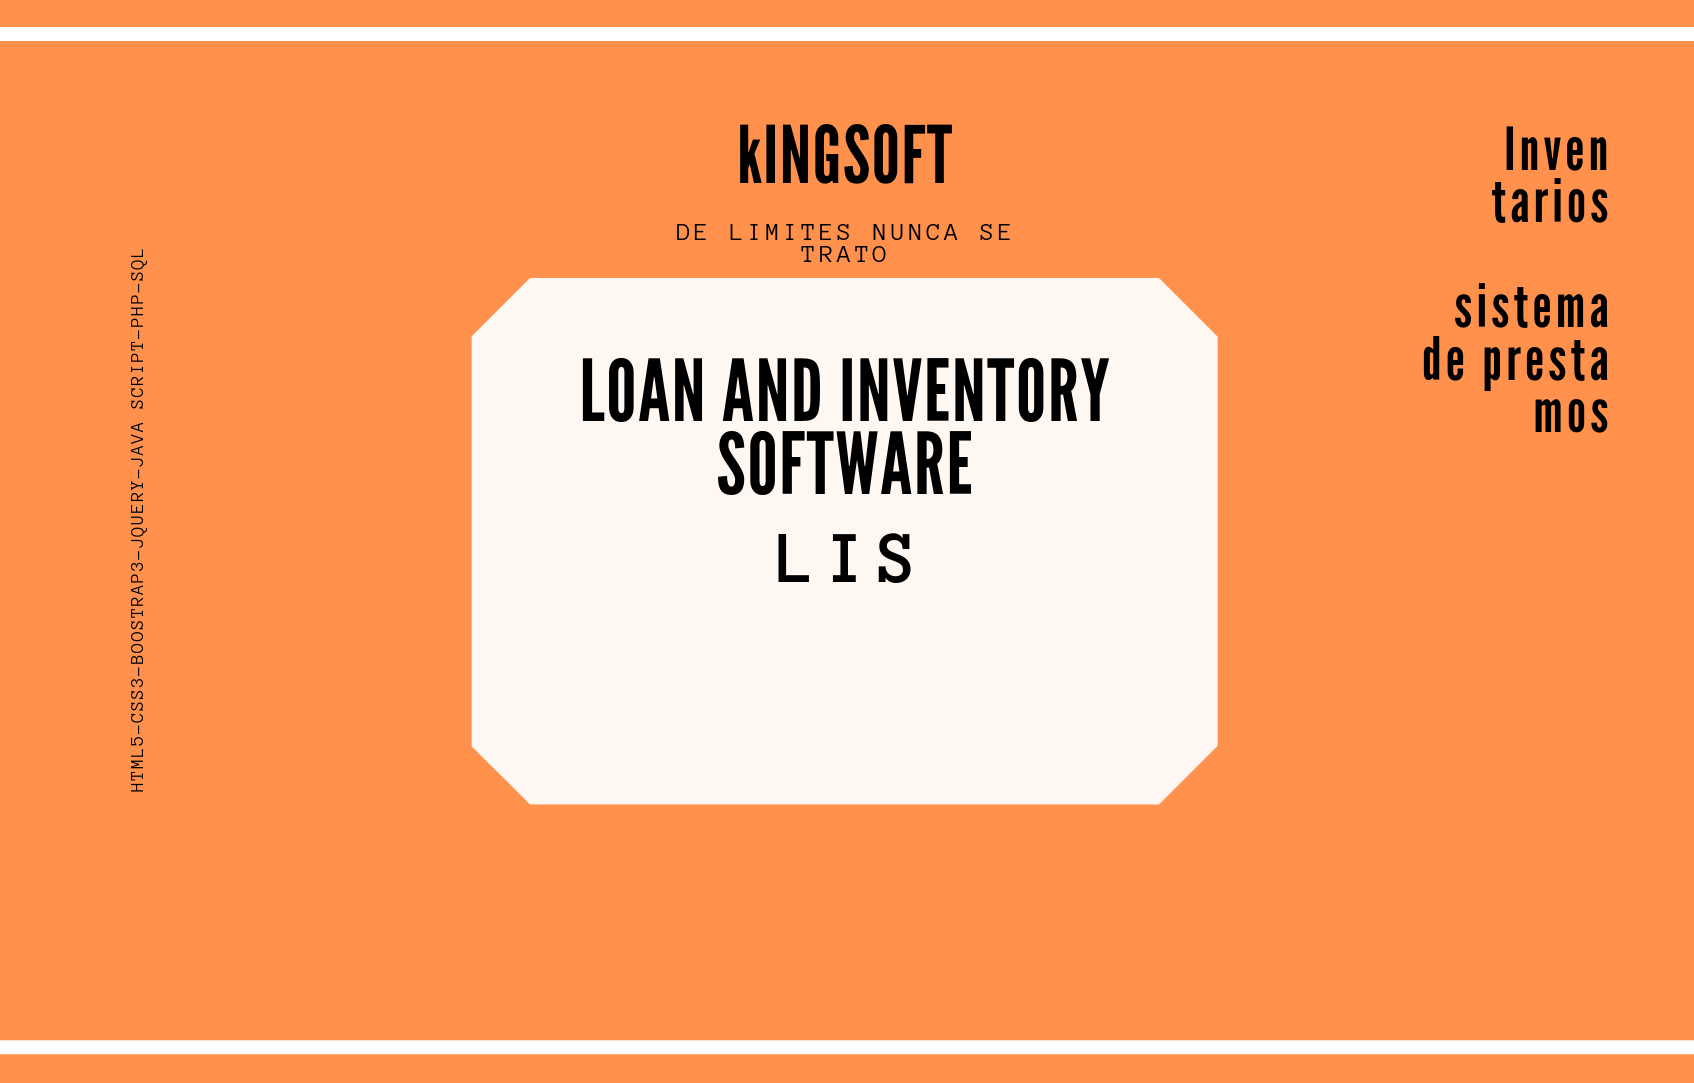 kINGSOFT
DE LIMITES NUNCA SE
TRATO
LOAN AND INVENTORY
SOFTWARE
LIS
Inven
tarios
sistema
de presta
mos
HTML5-CSS3-BOOSTRAP3-JQUERY-JAVA SCRIPT-PHP-SQL